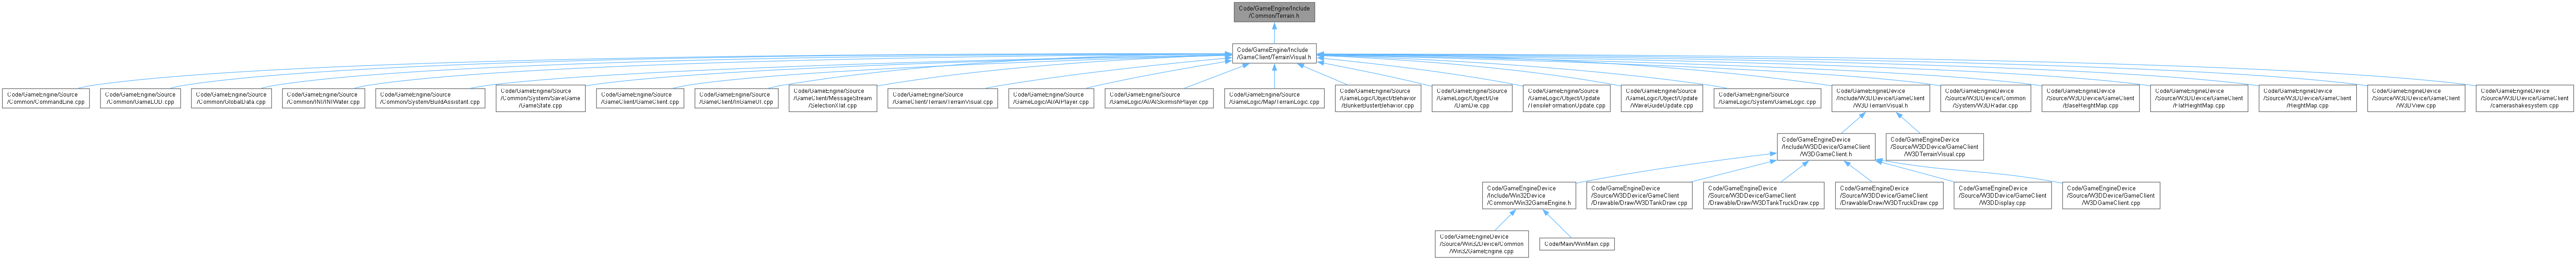 Code/GameEngine/Include
/Common/Terrain.h
Code/GameEngine/Include
/GameClient/TerrainVisual.h
Code/GameEngine/Source
/Common/CommandLine.cpp
Code/GameEngine/Source
/Common/GameLOD.cpp
Code/GameEngine/Source
/Common/GlobalData.cpp
Code/GameEngine/Source
/Common/INI/INIWater.cpp
Code/GameEngine/Source
/Common/System/BuildAssistant.cpp
Code/GameEngine/Source
/Common/System/SaveGame
/GameState.cpp
Code/GameEngine/Source
/GameClient/GameClient.cpp
Code/GameEngine/Source
/GameClient/InGameUI.cpp
Code/GameEngine/Source
/GameClient/MessageStream
/SelectionXlat.cpp
Code/GameEngine/Source
/GameClient/Terrain/TerrainVisual.cpp
Code/GameEngine/Source
/GameLogic/AI/AIPlayer.cpp
Code/GameEngine/Source
/GameLogic/AI/AISkirmishPlayer.cpp
Code/GameEngine/Source
/GameLogic/Map/TerrainLogic.cpp
Code/GameEngine/Source
/GameLogic/Object/Behavior
/BunkerBusterBehavior.cpp
Code/GameEngine/Source
/GameLogic/Object/Die
/DamDie.cpp
Code/GameEngine/Source
/GameLogic/Object/Update
/TensileFormationUpdate.cpp
Code/GameEngine/Source
/GameLogic/Object/Update
/WaveGuideUpdate.cpp
Code/GameEngine/Source
/GameLogic/System/GameLogic.cpp
Code/GameEngineDevice
/Include/W3DDevice/GameClient
/W3DTerrainVisual.h
Code/GameEngineDevice
/Source/W3DDevice/Common
/System/W3DRadar.cpp
Code/GameEngineDevice
/Source/W3DDevice/GameClient
/BaseHeightMap.cpp
Code/GameEngineDevice
/Source/W3DDevice/GameClient
/FlatHeightMap.cpp
Code/GameEngineDevice
/Source/W3DDevice/GameClient
/HeightMap.cpp
Code/GameEngineDevice
/Source/W3DDevice/GameClient
/W3DView.cpp
Code/GameEngineDevice
/Source/W3DDevice/GameClient
/camerashakesystem.cpp
Code/GameEngineDevice
/Include/W3DDevice/GameClient
/W3DGameClient.h
Code/GameEngineDevice
/Source/W3DDevice/GameClient
/W3DTerrainVisual.cpp
Code/GameEngineDevice
/Include/Win32Device
/Common/Win32GameEngine.h
Code/GameEngineDevice
/Source/W3DDevice/GameClient
/Drawable/Draw/W3DTankDraw.cpp
Code/GameEngineDevice
/Source/W3DDevice/GameClient
/Drawable/Draw/W3DTankTruckDraw.cpp
Code/GameEngineDevice
/Source/W3DDevice/GameClient
/Drawable/Draw/W3DTruckDraw.cpp
Code/GameEngineDevice
/Source/W3DDevice/GameClient
/W3DDisplay.cpp
Code/GameEngineDevice
/Source/W3DDevice/GameClient
/W3DGameClient.cpp
Code/GameEngineDevice
/Source/Win32Device/Common
/Win32GameEngine.cpp
Code/Main/WinMain.cpp